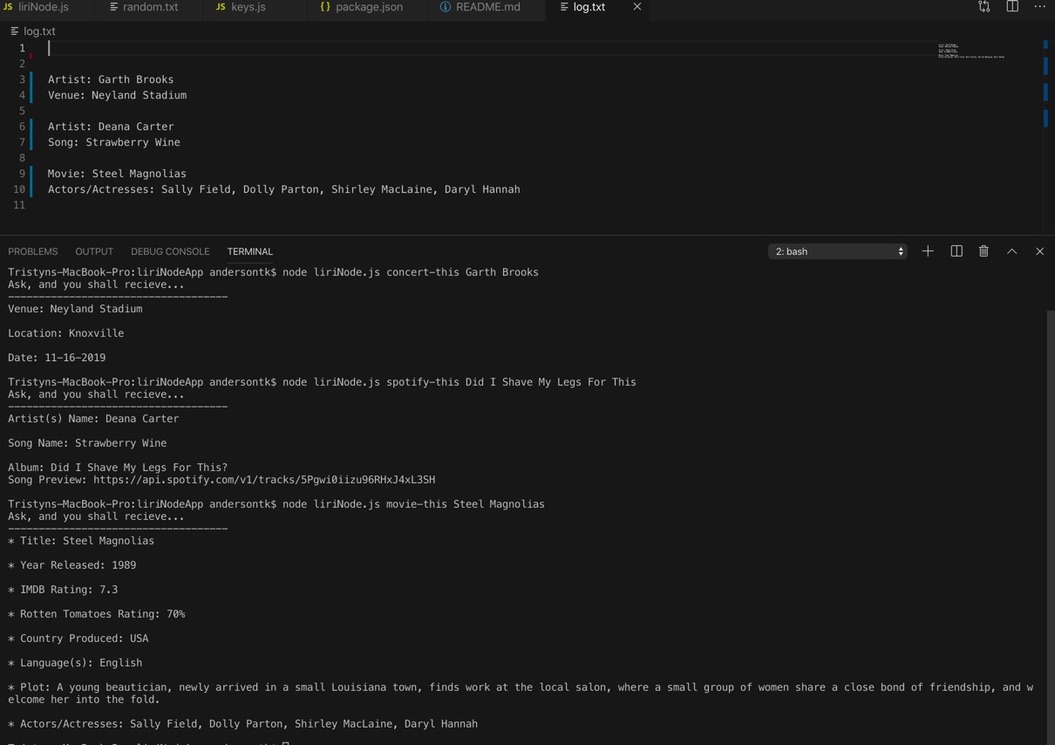 JS liriNode.js random.txt JS keys.js {} package.json README.md log.txt
log.txt
1
2
3 Artist: Garth Brooks
4 Venue: Neyland Stadium
5
6 Artist: Deana Carter
7 Song: Strawberry Wine
8
9 Movie: Steel Magnolias
10 Actors/Actresses: Sally Field, Dolly Parton, Shirley MacLaine, Daryl Hannah
11
PROBLEMS OUTPUT DEBUG CONSOLE TERMINAL 2: bash
Tristyns-MacBook-Pro:liriNodeApp andersontk$ node liriNode.js concert-this Garth Brooks
Ask, and you shall recieve...
------------------------------------
Venue: Neyland Stadium
Location: Knoxville
Date: 11-16-2019
Tristyns-MacBook-Pro:liriNodeApp andersontk$ node liriNode.js spotify-this Did I Shave My Legs For This
Ask, and you shall recieve...
------------------------------------
Artist(s) Name: Deana Carter
Song Name: Strawberry Wine
Album: Did I Shave My Legs For This?
Song Preview: https://api.spotify.com/v1/tracks/5Pgwi0iizu96RHxJ4xL3SH
Tristyns-MacBook-Pro:liriNodeApp andersontk$ node liriNode.js movie-this Steel Magnolias
Ask, and you shall recieve...
------------------------------------
* Title: Steel Magnolias
* Year Released: 1989
* IMDB Rating: 7.3
* Rotten Tomatoes Rating: 70%
* Country Produced: USA
* Language(s): English
* Plot: A young beautician, newly arrived in a small Louisiana town, finds work at the local salon, where a small group of women share a close bond of friendship, and w
elcome her into the fold.
* Actors/Actresses: Sally Field, Dolly Parton, Shirley MacLaine, Daryl Hannah